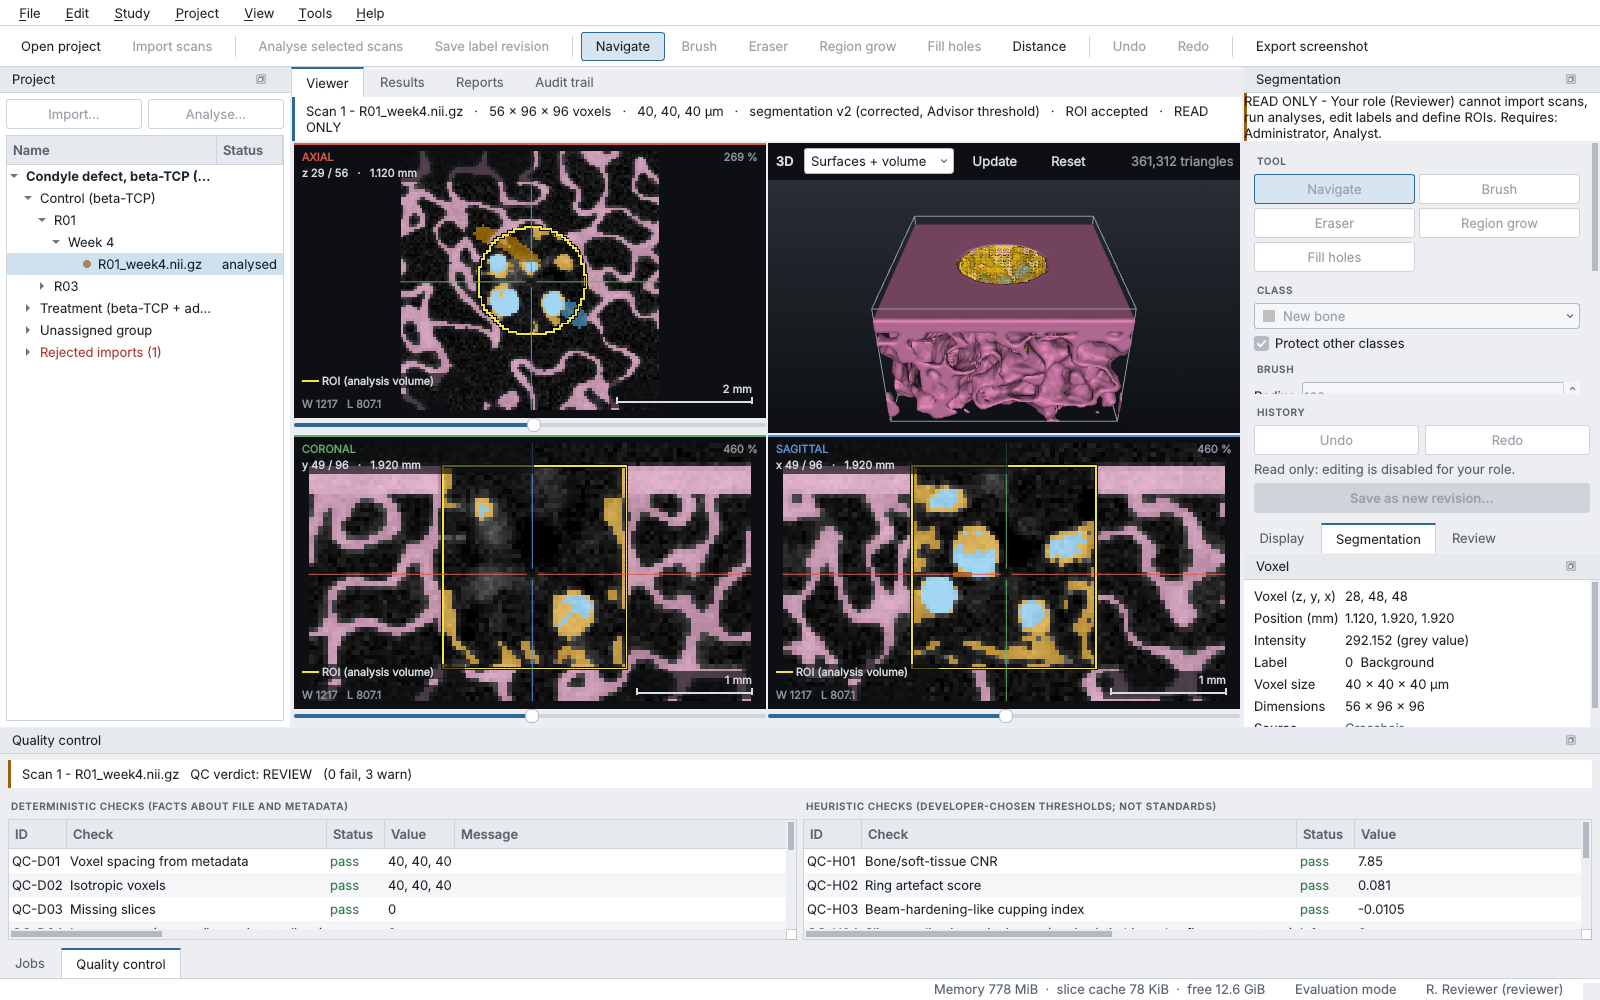 File Edit Study Project View Tools Help
Open project Import scans Analyse selected scans Save label revision Navigate Brush Eraser Region grow Fill holes Distance Undo Redo Export screenshot
Project
Import... Analyse...
Name Status
Condyle defect, beta-TCP (...
Control (beta-TCP)
R01
Week 4
R01_week4.nii.gz analysed
R03
Treatment (beta-TCP + ad...
Unassigned group
Rejected imports (1)
Viewer Results Reports Audit trail
Scan 1 - R01_week4.nii.gz · 56 × 96 × 96 voxels · 40, 40, 40 µm · segmentation v2 (corrected, Advisor threshold) · ROI accepted · READ
ONLY
AXIAL 269 %
z 29 / 56 · 1.120 mm
ROI (analysis volume)
2 mm
W 1217 L 807.1
3D Surfaces + volume Update Reset 361,312 triangles
CORONAL 460 %
y 49 / 96 · 1.920 mm
ROI (analysis volume)
1 mm
W 1217 L 807.1
SAGITTAL 460 %
x 49 / 96 · 1.920 mm
ROI (analysis volume)
1 mm
W 1217 L 807.1
Segmentation
READ ONLY - Your role (Reviewer) cannot import scans,
run analyses, edit labels and define ROIs. Requires:
Administrator, Analyst.
TOOL
Navigate Brush
Eraser Region grow
Fill holes
CLASS
New bone
Protect other classes
BRUSH
HISTORY
Undo Redo
Read only: editing is disabled for your role.
Save as new revision...
Display Segmentation Review
Voxel
Voxel (z, y, x) 28, 48, 48
Position (mm) 1.120, 1.920, 1.920
Intensity 292.152 (grey value)
Label 0 Background
Voxel size 40 × 40 × 40 µm
Dimensions 56 × 96 × 96
Quality control
Scan 1 - R01_week4.nii.gz QC verdict: REVIEW (0 fail, 3 warn)
DETERMINISTIC CHECKS (FACTS ABOUT FILE AND METADATA)
ID Check Status Value Message
QC-D01 Voxel spacing from metadata pass 40, 40, 40
QC-D02 Isotropic voxels pass 40, 40, 40
QC-D03 Missing slices pass 0
HEURISTIC CHECKS (DEVELOPER-CHOSEN THRESHOLDS; NOT STANDARDS)
ID Check Status Value
QC-H01 Bone/soft-tissue CNR pass 7.85
QC-H02 Ring artefact score pass 0.081
QC-H03 Beam-hardening-like cupping index pass -0.0105
Jobs Quality control
Memory 778 MiB · slice cache 78 KiB · free 12.6 GiB Evaluation mode R. Reviewer (reviewer)